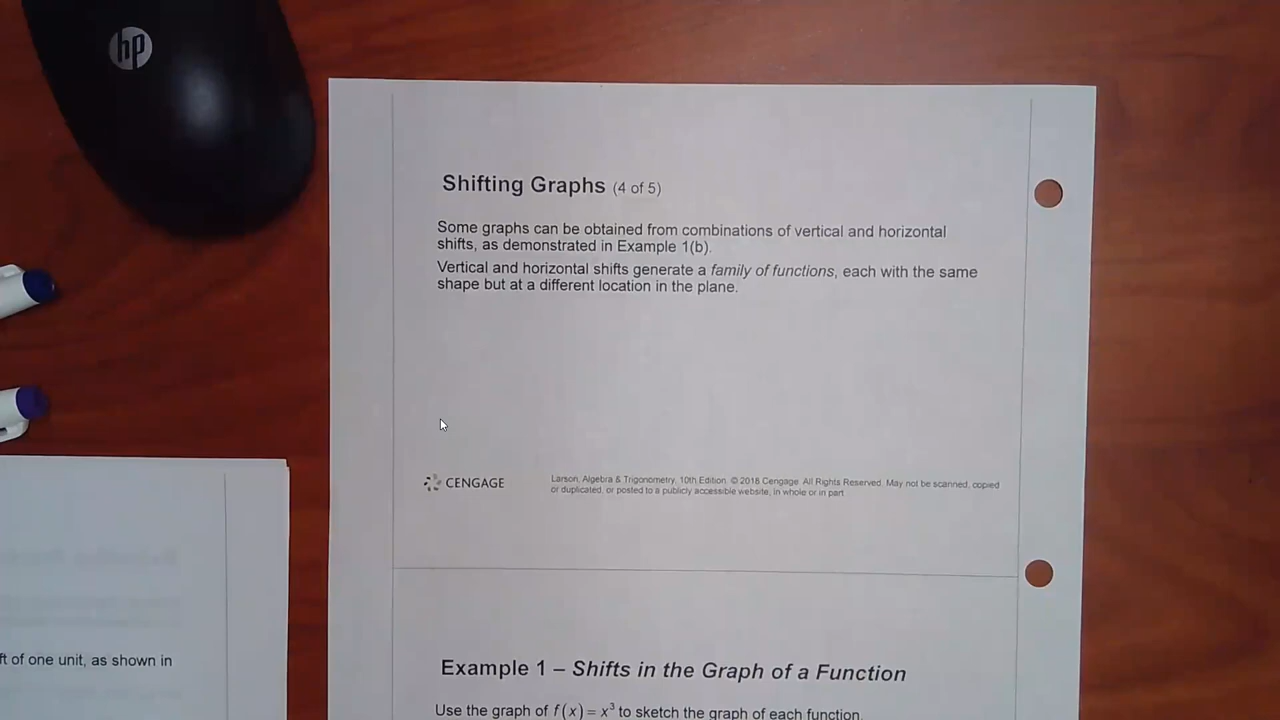 hp
Shifting Graphs (4 of 5)
Some graphs can be obtained from combinations of vertical and horizontal
shifts, as demonstrated in Example 1(b).
Vertical and horizontal shifts generate a family of functions, each with the same
shape but at a different location in the plane.
CENGAGE
Larson, Algebra & Trigonometry, 10th Edition. © 2018 Cengage. All Rights Reserved. May not be scanned, copied
or duplicated, or posted to a publicly accessible website, in whole or in part
ft of one unit, as shown in
Example 1 – Shifts in the Graph of a Function
Use the graph of f(x) = x³ to sketch the graph of each function.